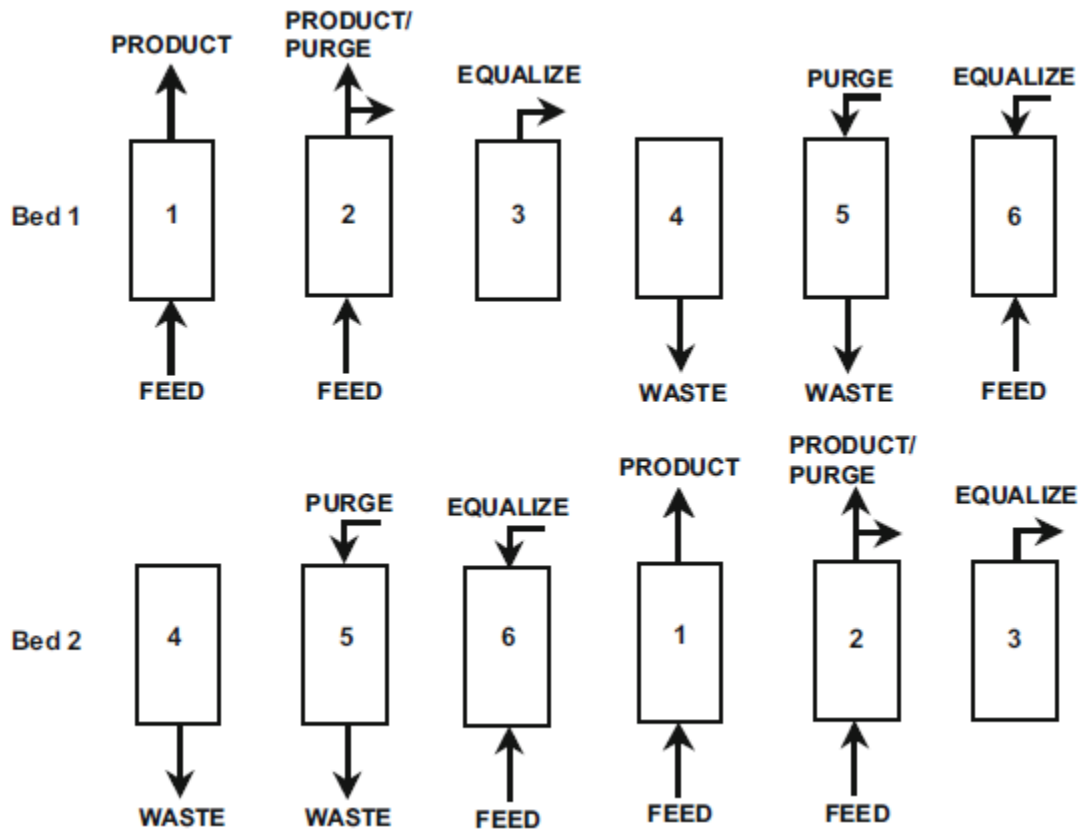 PRODUCT
PRODUCT/
PURGE
EQUALIZE
PURGE
EQUALIZE
Bed 1
1
2
3
4
5
6
FEED
FEED
WASTE
WASTE
FEED
PURGE
EQUALIZE
PRODUCT
PRODUCT/
PURGE
EQUALIZE
Bed 2
4
5
6
1
2
3
WASTE
WASTE
FEED
FEED
FEED